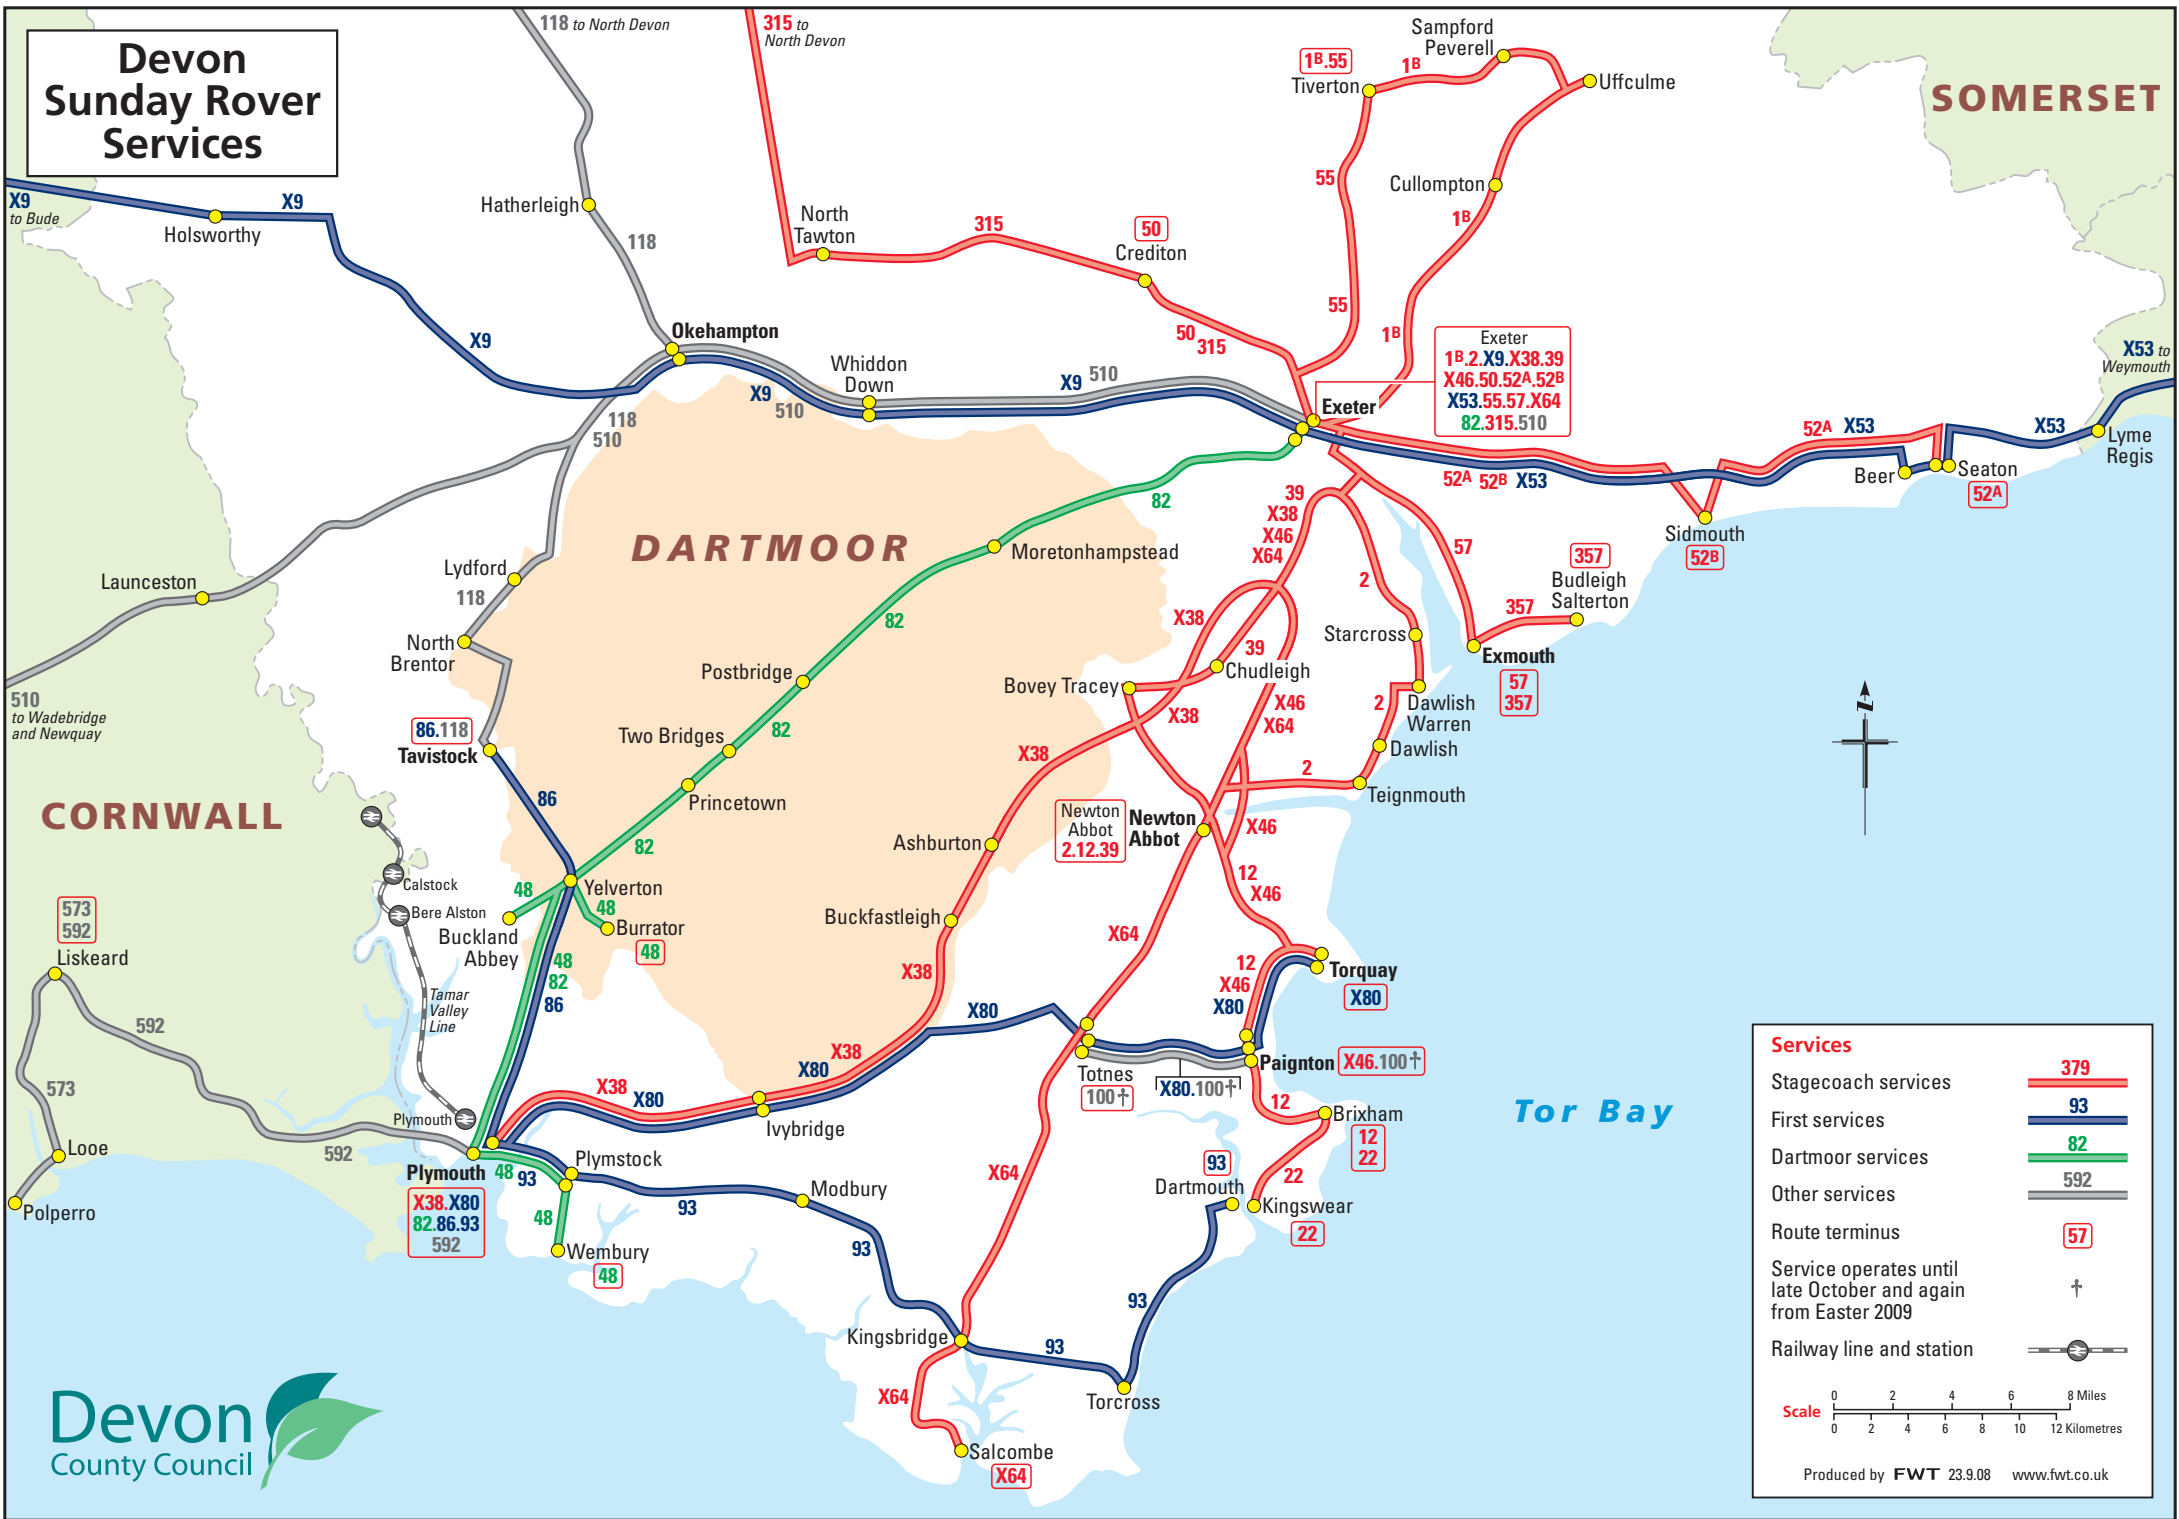 Devon
Sunday Rover
Services
118 to North Devon
315 to
North Devon
Sampford
Peverell
1B.55
1B
Tiverton
Uffculme
SOMERSET
X9
to Bude
X9
Holsworthy
Hatherleigh
118
North
Tawton
315
50
Crediton
55
Cullompton
1B
X9
Okehampton
Whiddon
Down
50
315
55
1B
Exeter
1B.2.X9.X38.39
X46.50.52A.52B
X53.55.57.X64
82.315.510
X53 to
Weymouth
X9
510
X9
510
118
510
Exeter
52A
X53
X53
Lyme
Regis
Beer
Seaton
52A
52A
52B
X53
82
39
X38
X46
X64
Sidmouth
52B
DARTMOOR
Moretonhampstead
Lydford
118
Launceston
57
2
357
Budleigh
Salterton
357
82
X38
Starcross
North
Brentor
39
Chudleigh
Exmouth
57
357
Postbridge
Bovey Tracey
510
to Wadebridge
and Newquay
X46
X64
2
Dawlish
Warren
X38
86.118
Tavistock
Two Bridges
82
X38
Dawlish
2
Teignmouth
86
Princetown
CORNWALL
Newton
Abbot
2.12.39
Newton
Abbot
X46
82
Ashburton
12
X46
Calstock
48
Yelverton
48
Bere Alston
Buckland
Abbey
Burrator
48
Buckfastleigh
573
592
Liskeard
X64
48
82
86
X38
12
X46
X80
Torquay
X80
Tamar
Valley
Line
592
X80
X38
X80
Totnes
100†
X80.100†
Paignton
X46.100†
573
X38
X80
12
Brixham
12
22
Plymouth
Ivybridge
Tor Bay
Looe
592
Plymouth
X38.X80
82.86.93
592
48
93
Plymstock
93
Modbury
X64
93
Dartmouth
22
Kingswear
22
Polperro
48
Wembury
48
93
93
Kingsbridge
93
X64
Torcross
Salcombe
X64
Devon
County Council
Services
Stagecoach services
379
First services
93
Dartmoor services
82
Other services
592
Route terminus
57
Service operates until
late October and again
from Easter 2009
†
Railway line and station
Scale
0 2 4 6 8 Miles
0 2 4 6 8 10 12 Kilometres
Produced by FWT 23.9.08 www.fwt.co.uk